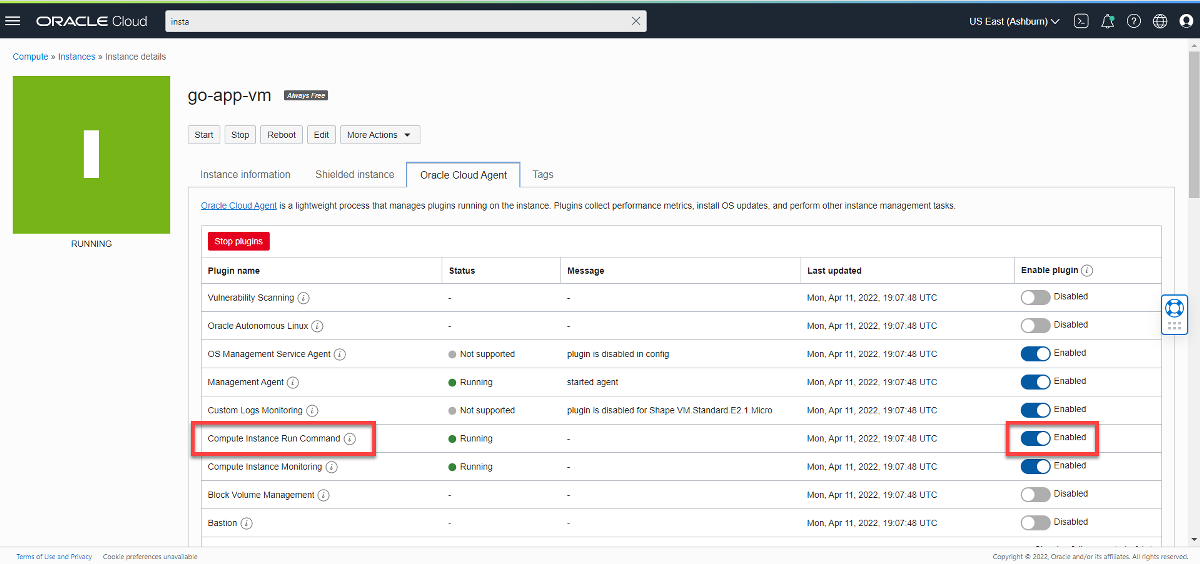 ORACLE Cloud
insta
US East (Ashburn)
Compute » Instances » Instance details
go-app-vm
Always Free
Start Stop Reboot Edit More Actions
RUNNING
Instance information Shielded instance Oracle Cloud Agent Tags
Oracle Cloud Agent is a lightweight process that manages plugins running on the instance. Plugins collect performance metrics, install OS updates, and perform other instance management tasks.
Stop plugins
Plugin name Status Message Last updated Enable plugin
Vulnerability Scanning - - Mon, Apr 11, 2022, 19:07:48 UTC Disabled
Oracle Autonomous Linux - - Mon, Apr 11, 2022, 19:07:48 UTC Disabled
OS Management Service Agent Not supported plugin is disabled in config Mon, Apr 11, 2022, 19:07:48 UTC Enabled
Management Agent Running started agent Mon, Apr 11, 2022, 19:07:48 UTC Enabled
Custom Logs Monitoring Not supported plugin is disabled for Shape VM.Standard.E2.1.Micro Mon, Apr 11, 2022, 19:07:48 UTC Enabled
Compute Instance Run Command Running - Mon, Apr 11, 2022, 19:07:48 UTC Enabled
Compute Instance Monitoring Running - Mon, Apr 11, 2022, 19:07:48 UTC Enabled
Block Volume Management - - Mon, Apr 11, 2022, 19:07:48 UTC Disabled
Bastion - - Mon, Apr 11, 2022, 19:07:48 UTC Disabled
Terms of Use and Privacy Cookie preferences unavailable Copyright © 2022, Oracle and/or its affiliates. All rights reserved.